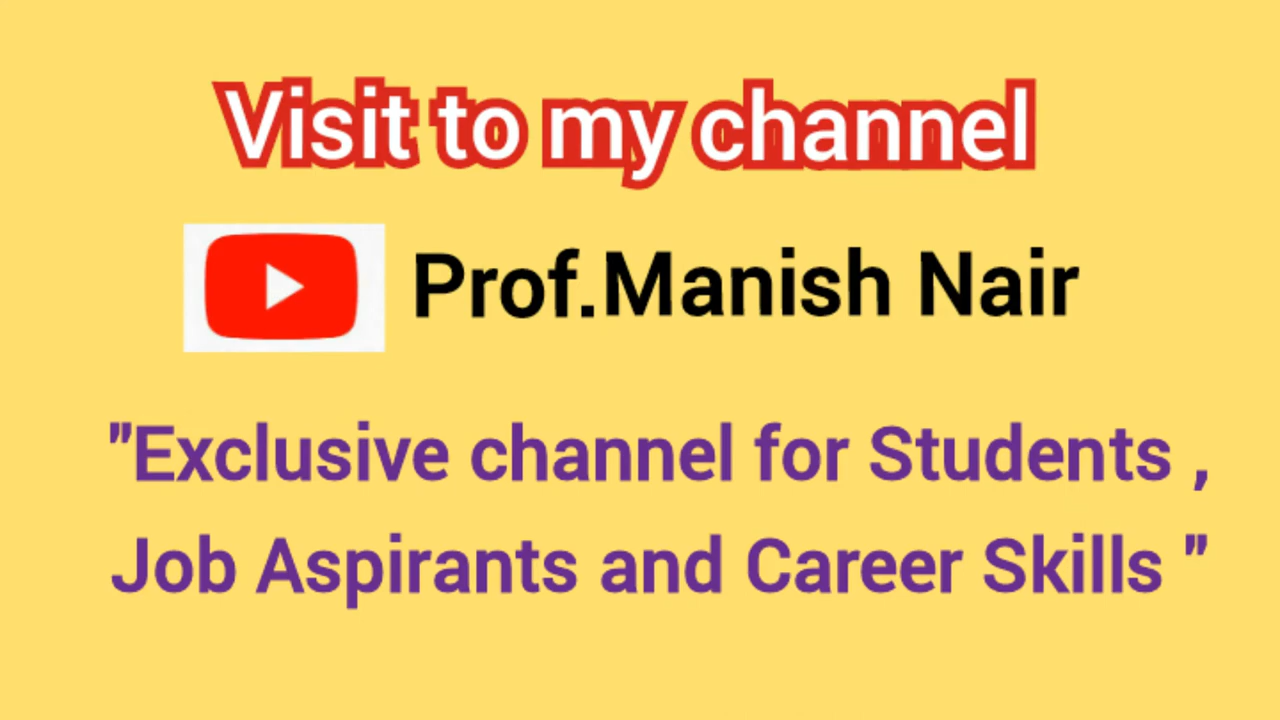 Visit to my channel
Prof.Manish Nair
"Exclusive channel for Students ,
Job Aspirants and Career Skills "